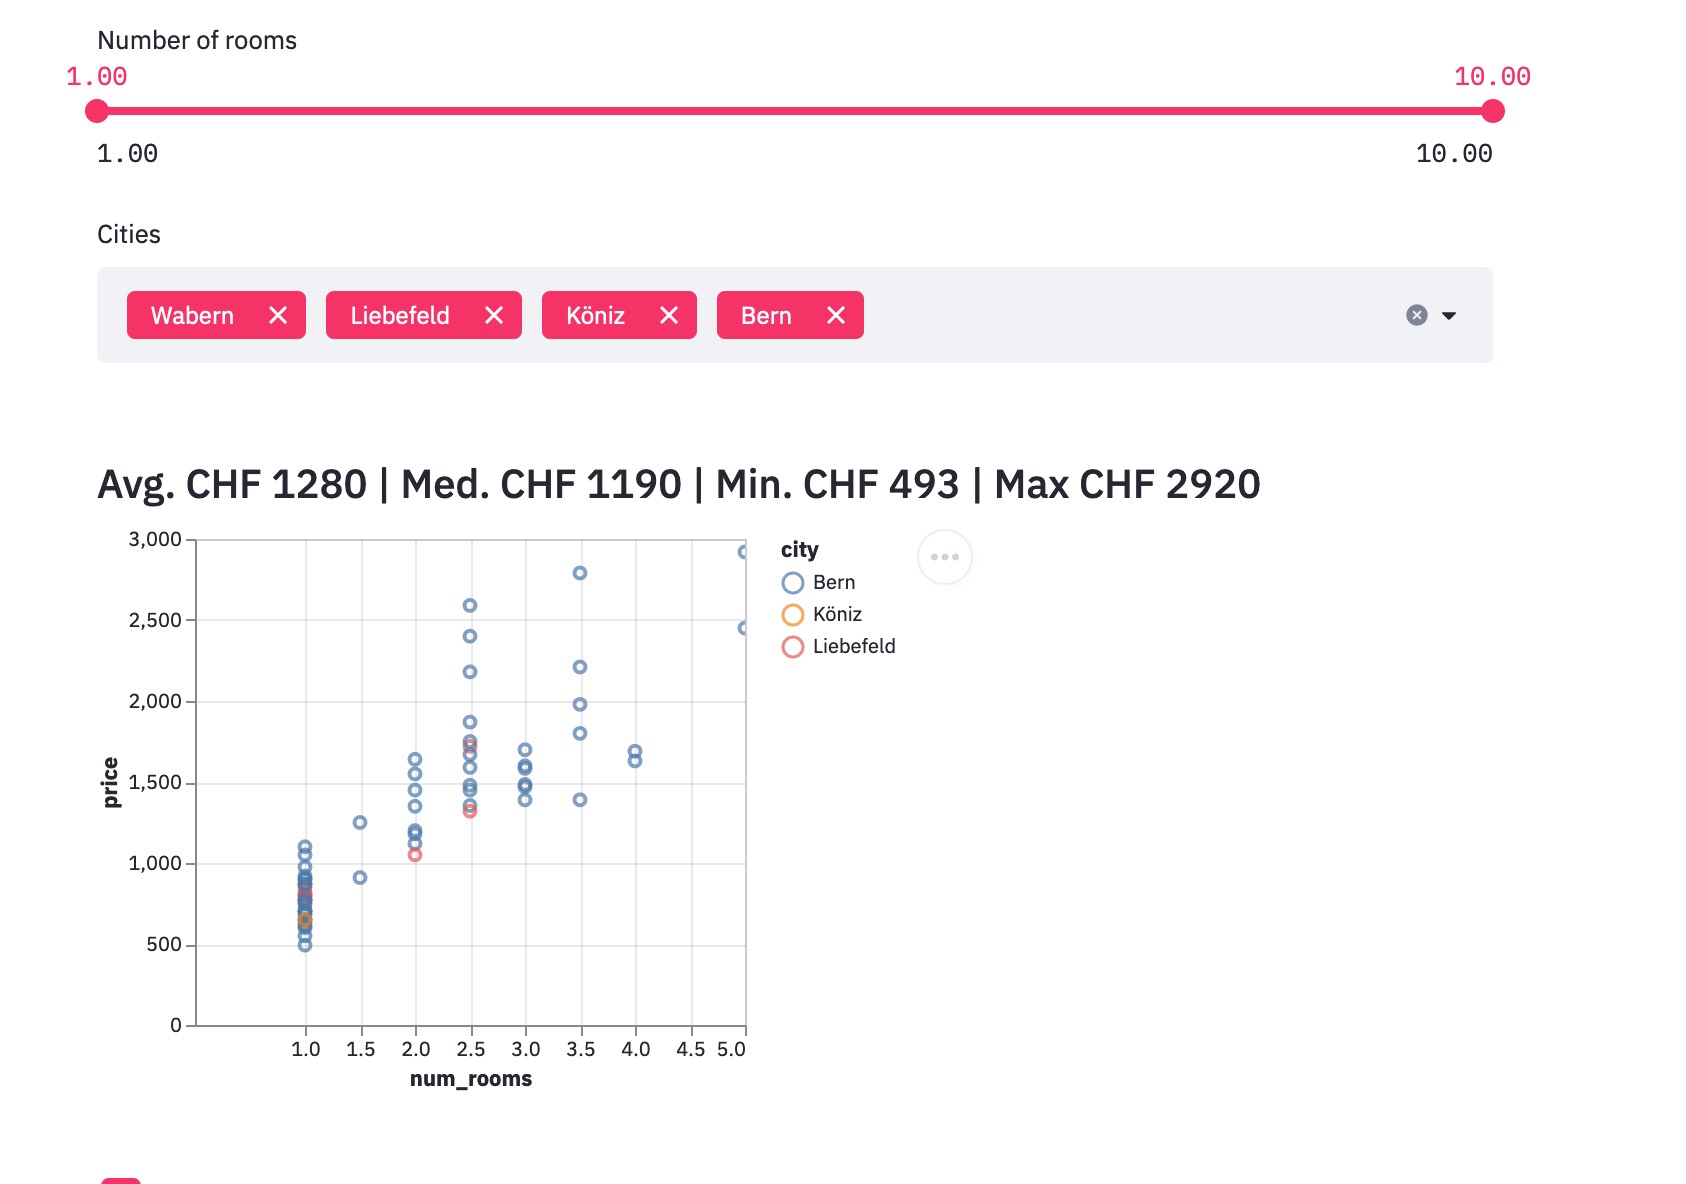 Number of rooms
1.00 10.00
1.00 10.00
Cities
Wabern Liebefeld Köniz Bern
Avg. CHF 1280 | Med. CHF 1190 | Min. CHF 493 | Max CHF 2920
3,000
2,500
2,000
1,500
1,000
500
0
price
1.0 1.5 2.0 2.5 3.0 3.5 4.0 4.5 5.0
num_rooms
city
Bern
Köniz
Liebefeld